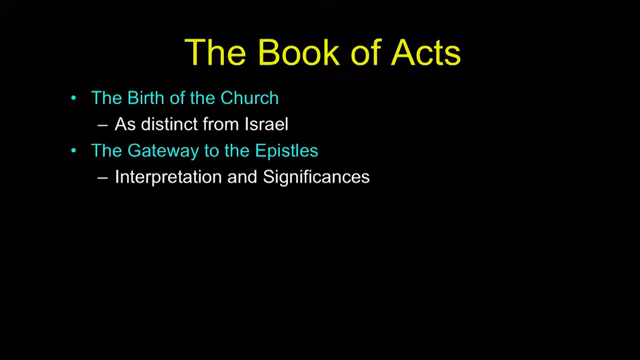 The Book of Acts
• The Birth of the Church
– As distinct from Israel
• The Gateway to the Epistles
– Interpretation and Significances